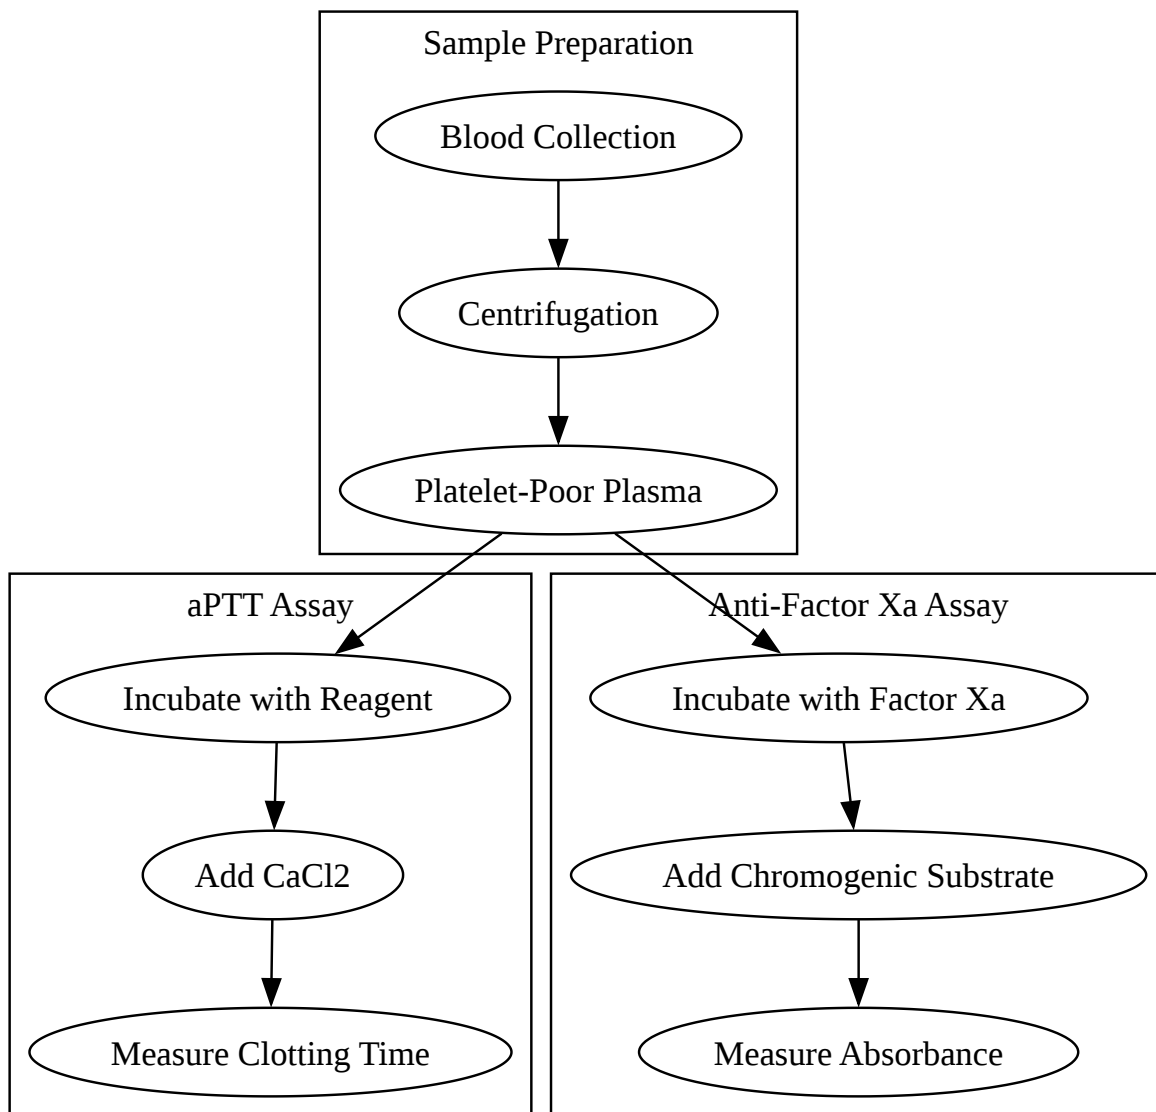 Sample Preparation
Blood Collection
Centrifugation
Platelet-Poor Plasma
aPTT Assay
Incubate with Reagent
Add CaCl2
Measure Clotting Time
Anti-Factor Xa Assay
Incubate with Factor Xa
Add Chromogenic Substrate
Measure Absorbance